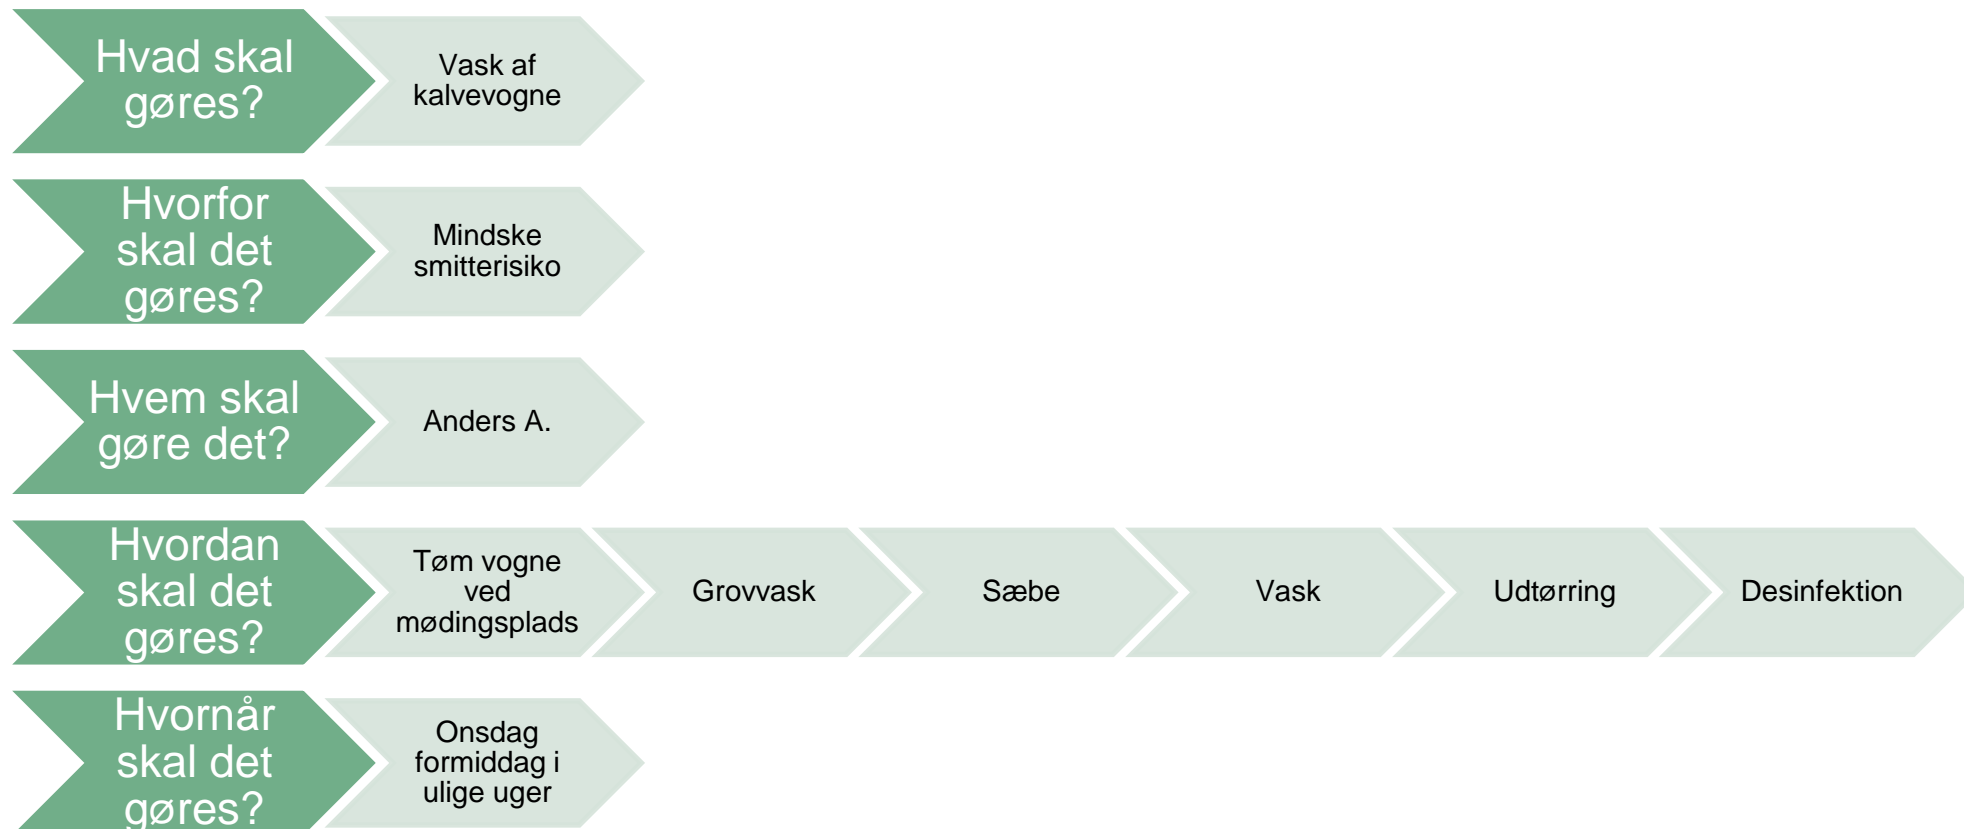 Hvad skal
gøres?
Vask af
kalvevogne
Hvorfor
skal det
gøres?
Mindske
smitterisiko
Hvem skal
gøre det?
Anders A.
Hvordan
skal det
gøres?
Tøm vogne
ved
mødingsplads
Grovvask
Sæbe
Vask
Udtørring
Desinfektion
Hvornår
skal det
gøres?
Onsdag
formiddag i
ulige uger